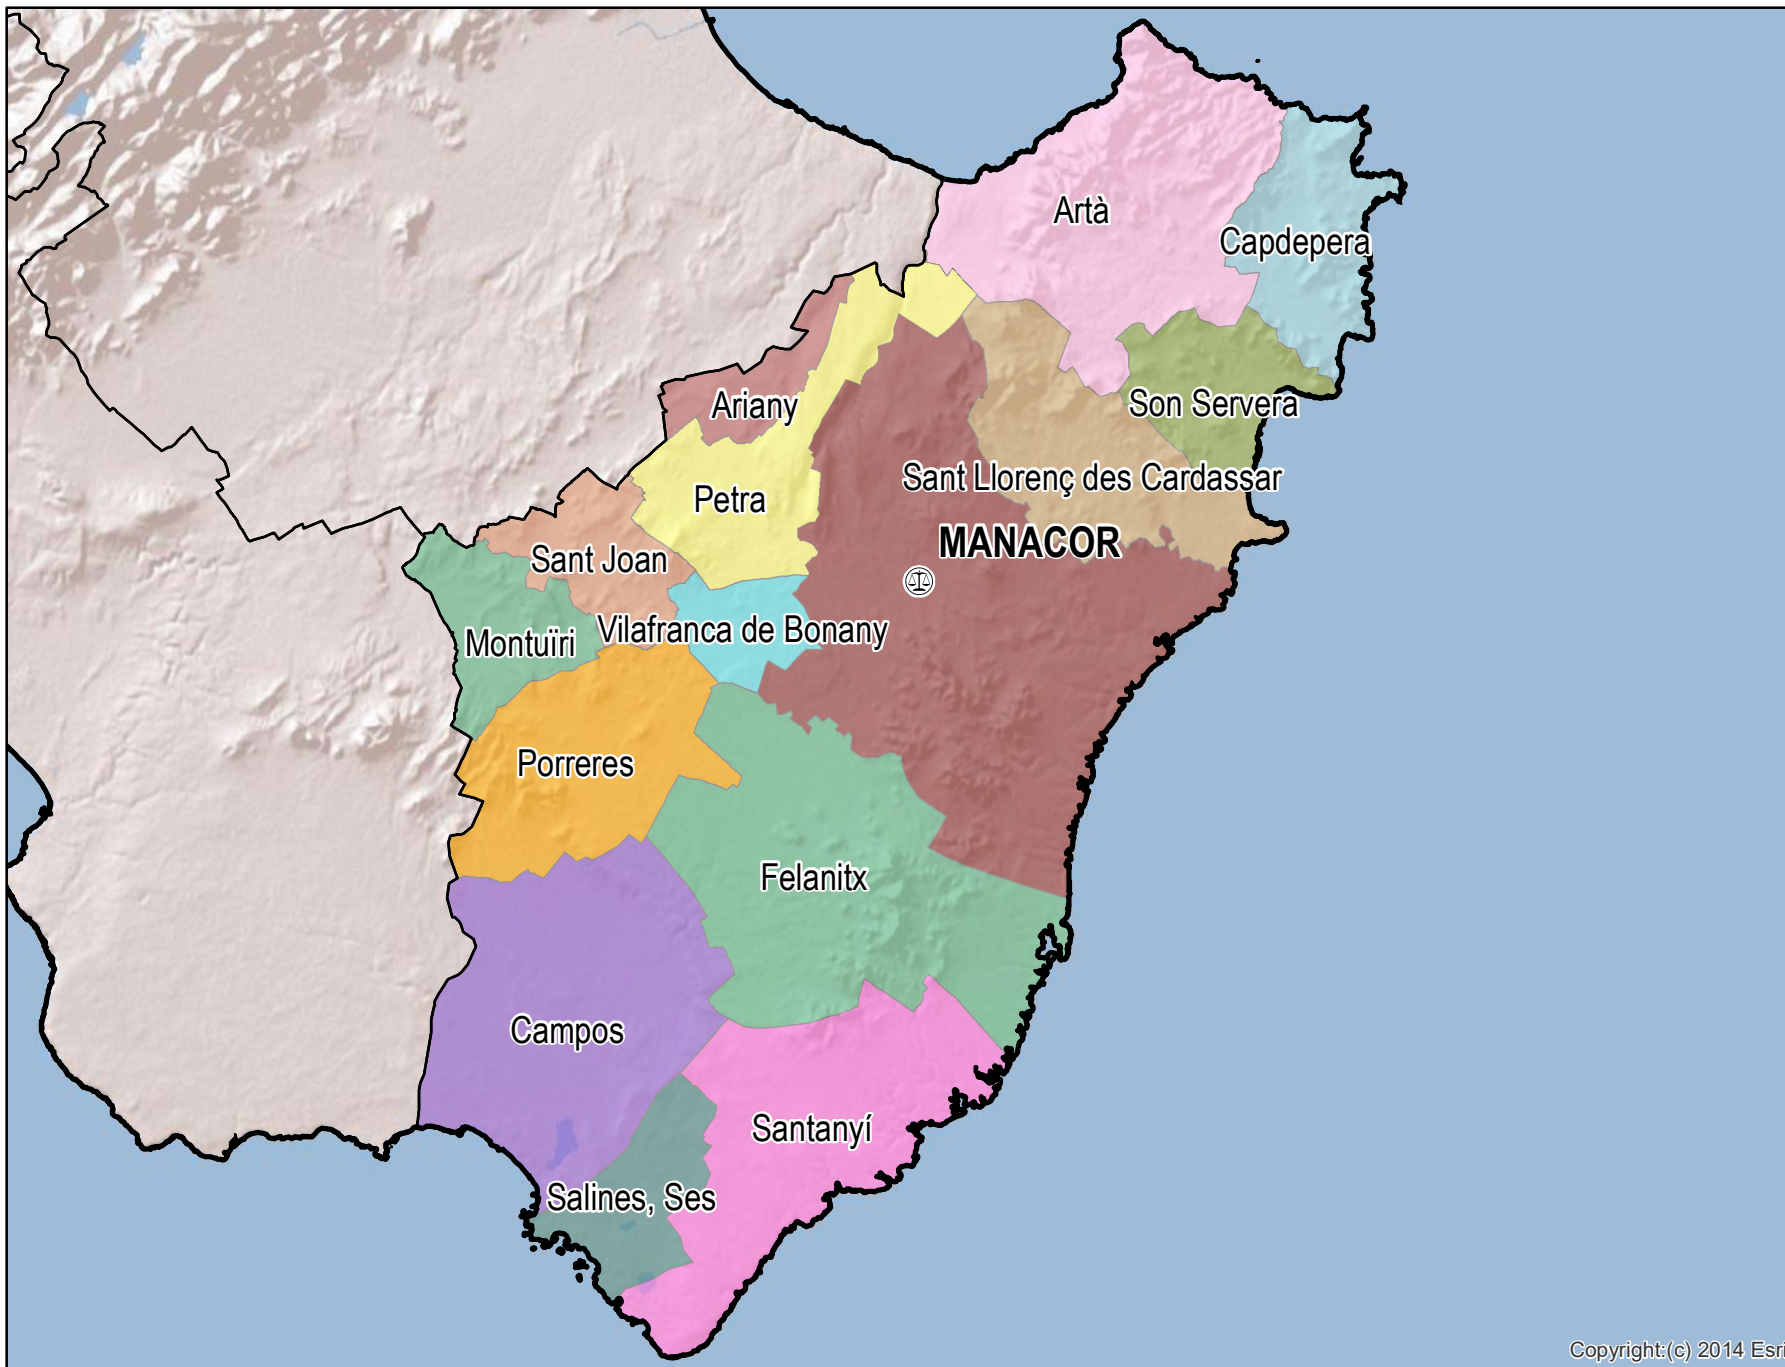 Artà
Capdepera
Ariany
Son Servera
Petra
Sant Llorenç des Cardassar
MANACOR
Sant Joan
Montuïri
Vilafranca de Bonany
Porreres
Felanitx
Campos
Santanyí
Salines, Ses
Copyright:(c) 2014 Esri